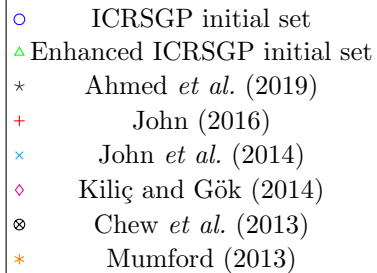 ICRSGP initial set
Enhanced ICRSGP initial set
Ahmed et al. (2019)
John (2016)
John et al. (2014)
Kiliç and Gök (2014)
Chew et al. (2013)
Mumford (2013)